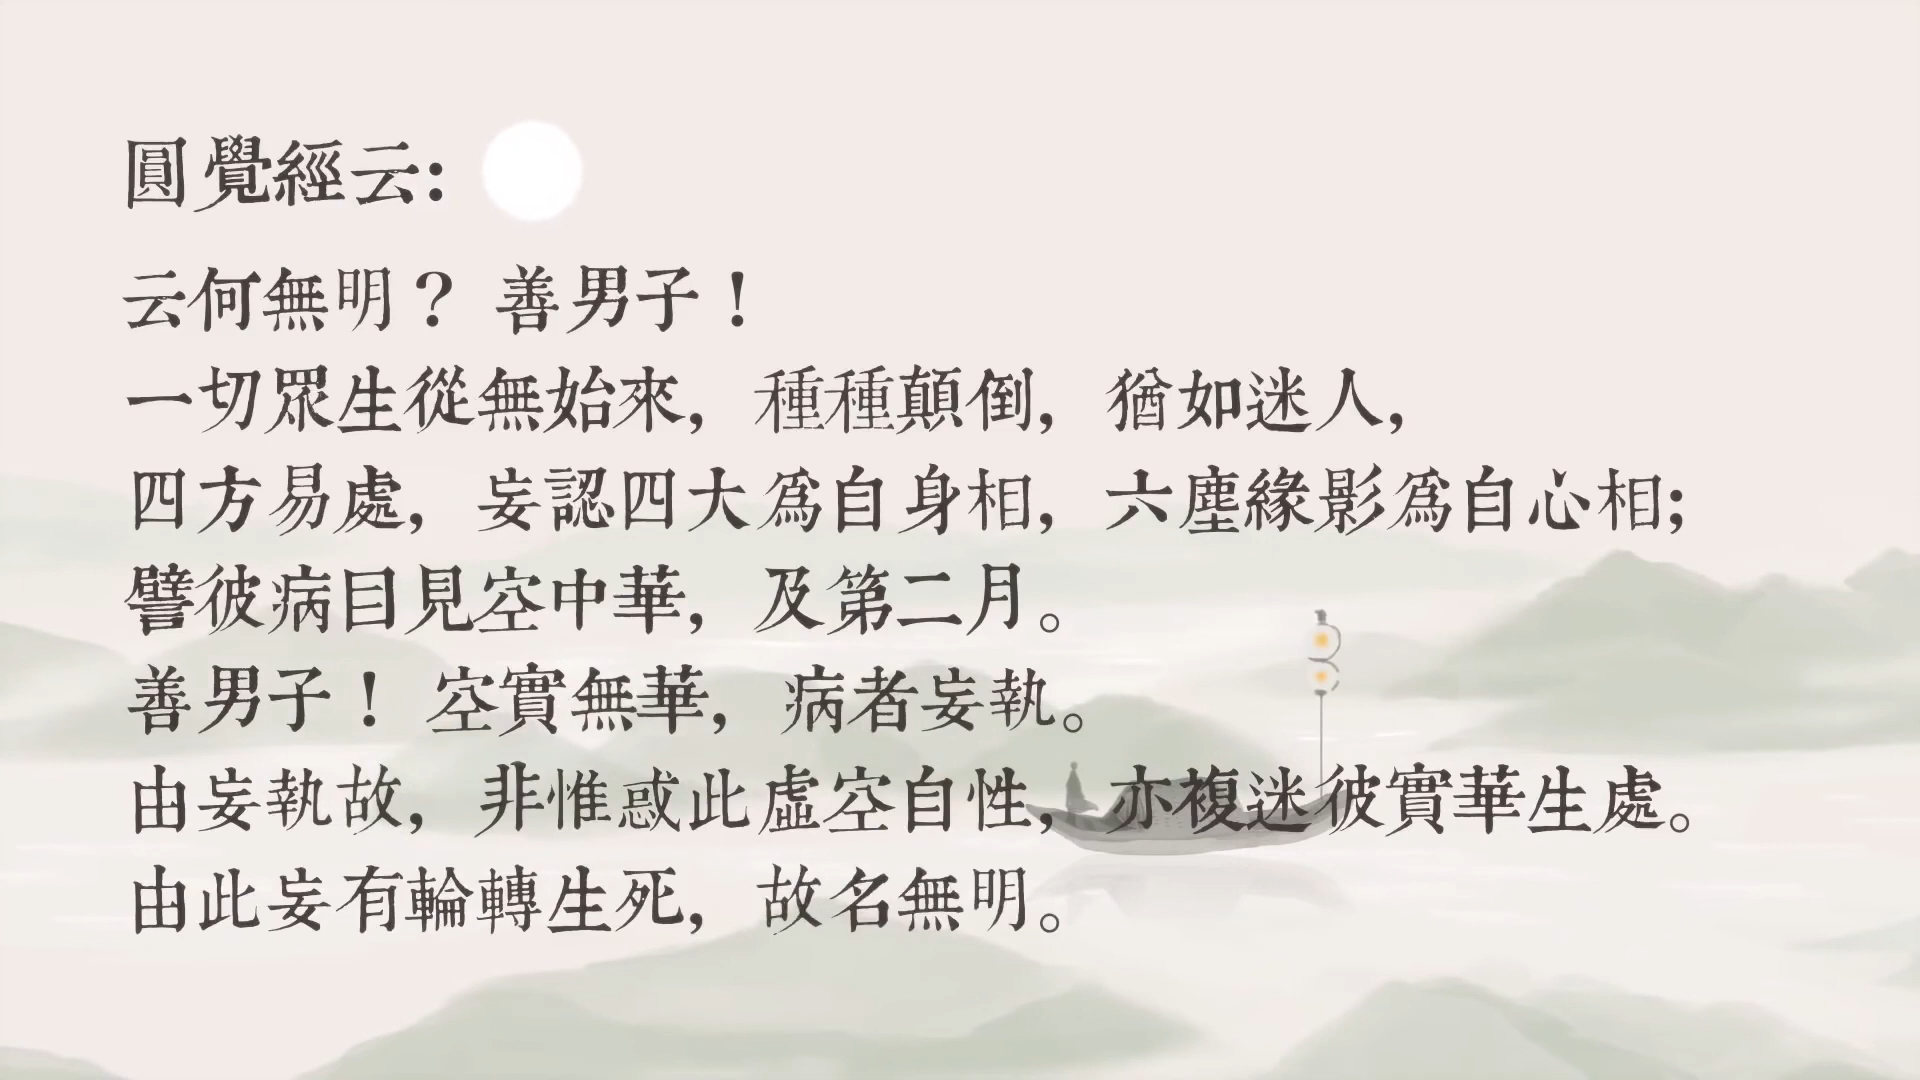 圓覺經云:
云何無明？ 善男子！
一切眾生從無始來，種種顛倒，猶如迷人，
四方易處，妄認四大爲自身相，六塵緣影爲自心相；
譬彼病目見空中華，及第二月。
善男子！ 空實無華，病者妄執。
由妄執故，非惟惑此虛空自性，亦複迷彼實華生處。
由此妄有輪轉生死，故名無明。